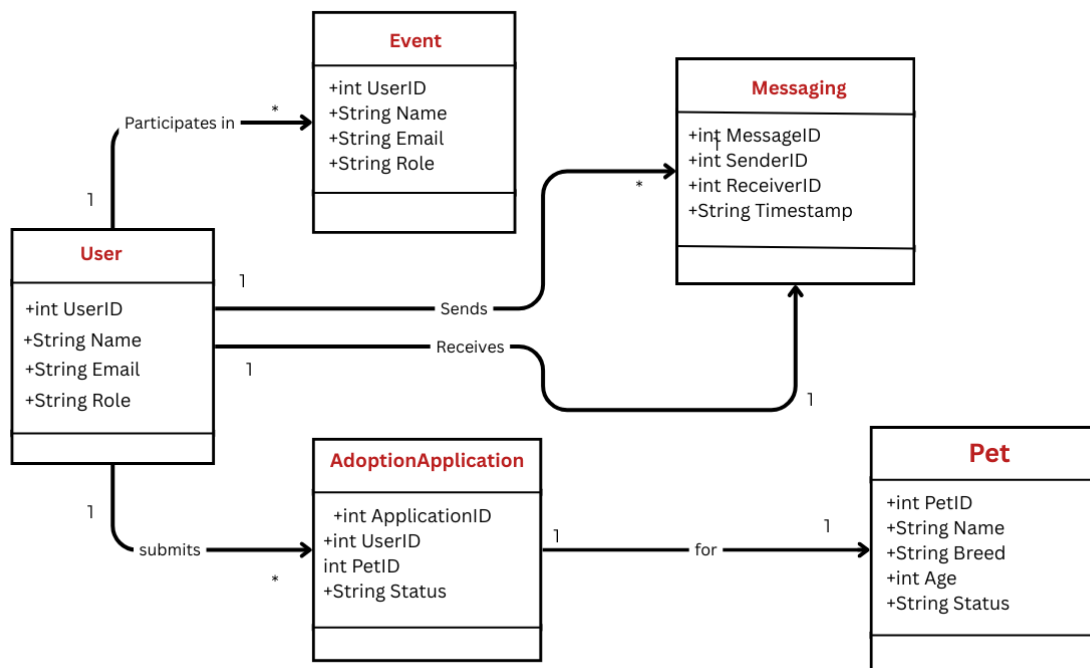 Event
+int UserID
+String Name
+String Email
+String Role
Messaging
+int MessageID
+int SenderID
+int ReceiverID
+String Timestamp
1
Participates in
*
1
User
+int UserID
+String Name
+String Email
+String Role
1
Sends
*
1
Receives
1
1
submits
*
AdoptionApplication
+int ApplicationID
+int UserID
int PetID
+String Status
1
for
1
Pet
+int PetID
+String Name
+String Breed
+int Age
+String Status